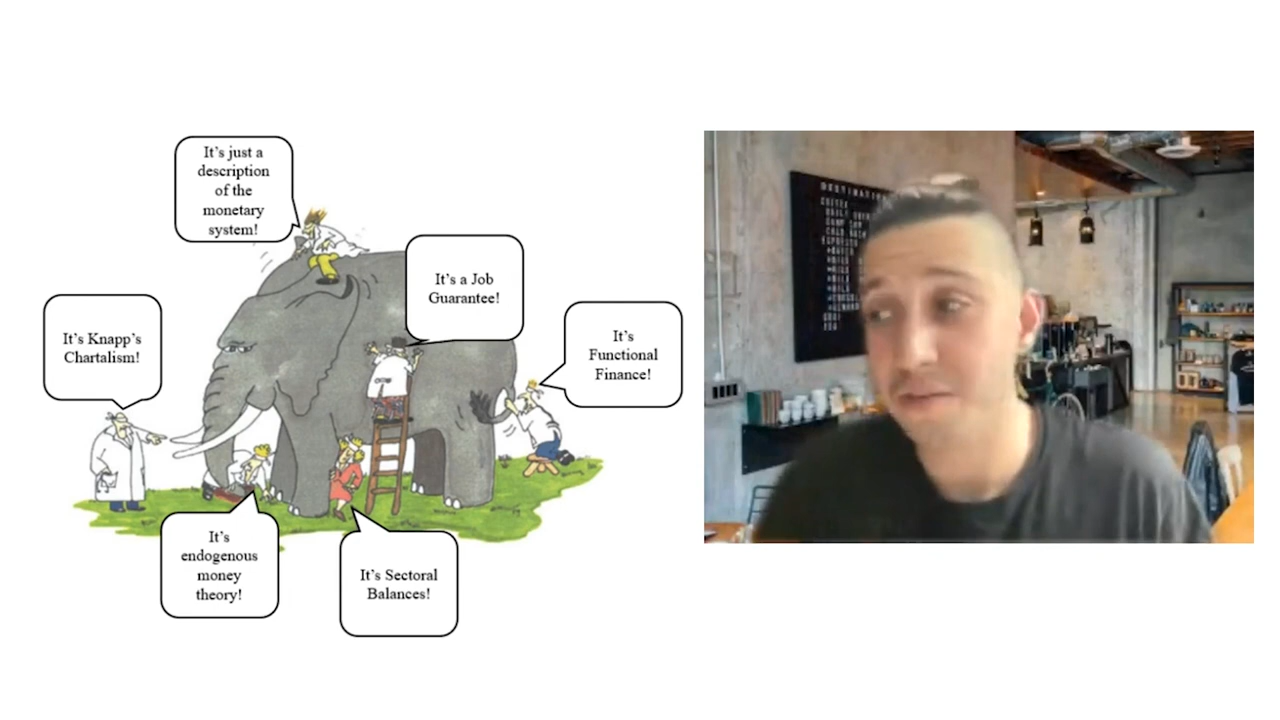 It's just a
description
of the
monetary
system!
It's a Job
Guarantee!
It's Knapp's
Chartalism!
It's
Functional
Finance!
It's
endogenous
money
theory!
It's Sectoral
Balances!